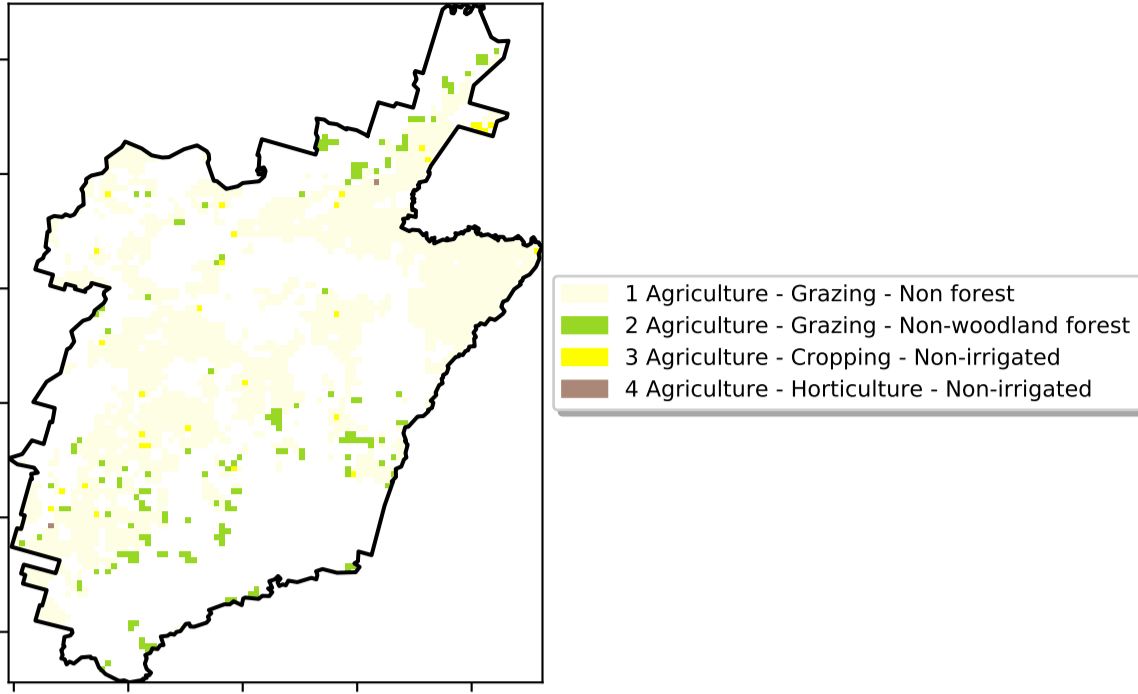 1 Agriculture - Grazing - Non forest
2 Agriculture - Grazing - Non-woodland forest
3 Agriculture - Cropping - Non-irrigated
4 Agriculture - Horticulture - Non-irrigated